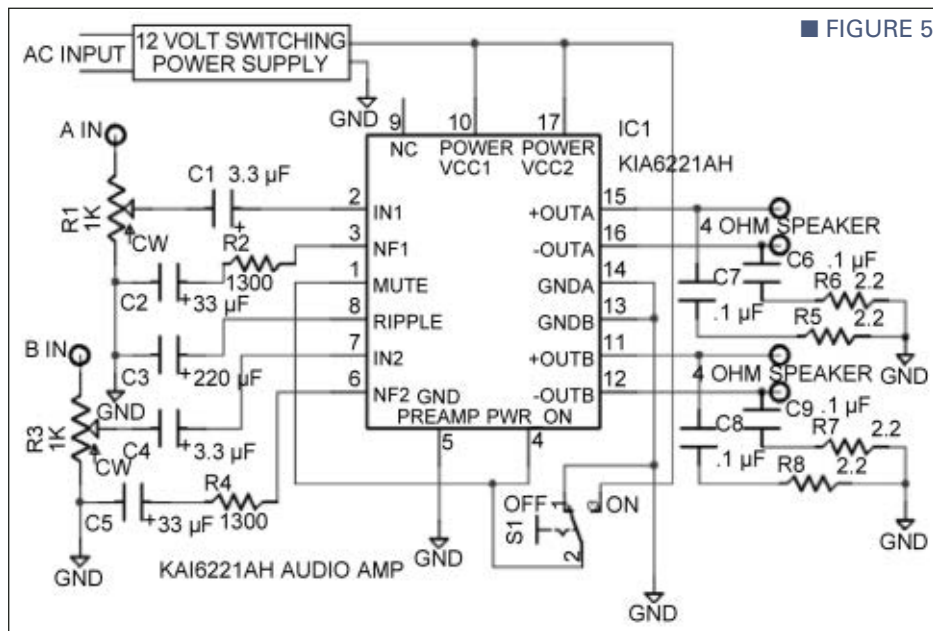 ■ FIGURE 5
AC INPUT
12 VOLT SWITCHING
POWER SUPPLY
GND
A IN
R1
1K
CW
C1 3.3 µF
R2
1300
C2
+33 µF
C3
+220 µF
GND
B IN
R3
1K
CW
C4
+
3.3 µF
R4
1300
C5
+33 µF
GND
9
NC
10
POWER
VCC1
17
POWER
VCC2
IC1
KIA6221AH
2
IN1
3
NF1
1
MUTE
8
RIPPLE
7
IN2
6
NF2
GND
PREAMP PWR ON
5
4
15
+OUTA
16
-OUTA
14
GNDA
13
GNDB
11
+OUTB
12
-OUTB
4 OHM SPEAKER
C6 .1 µF
C7
.1 µF
R6 2.2
R5 2.2
GND
4 OHM SPEAKER
C9 .1 µF
C8
.1 µF
R7 2.2
R8 2.2
GND
OFF
1
ON
S1
2
GND
GND
KAI6221AH AUDIO AMP